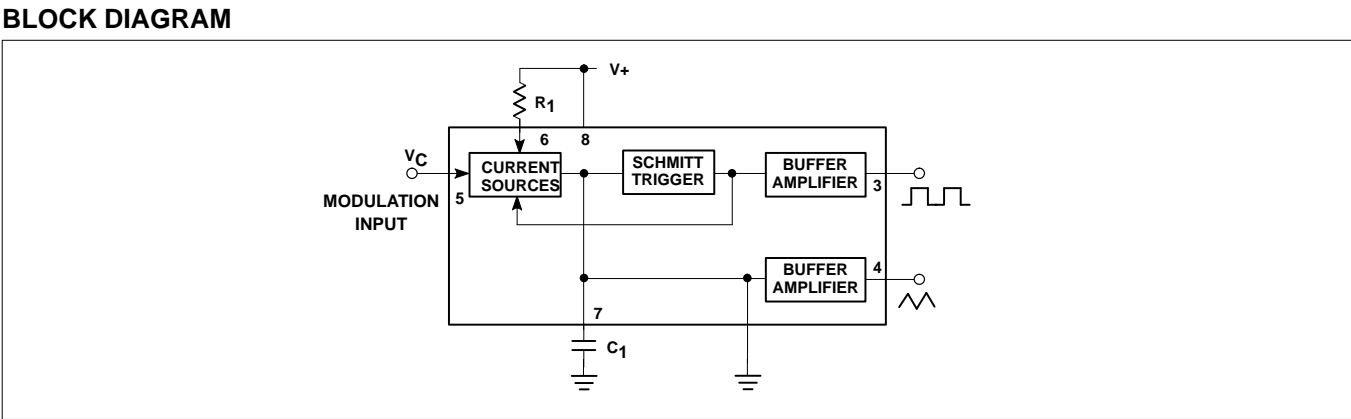 BLOCK DIAGRAM
V+
R1
6
8
VC
CURRENT
SOURCES
SCHMITT
TRIGGER
BUFFER
AMPLIFIER
3
5
MODULATION
INPUT
BUFFER
AMPLIFIER
4
7
C1